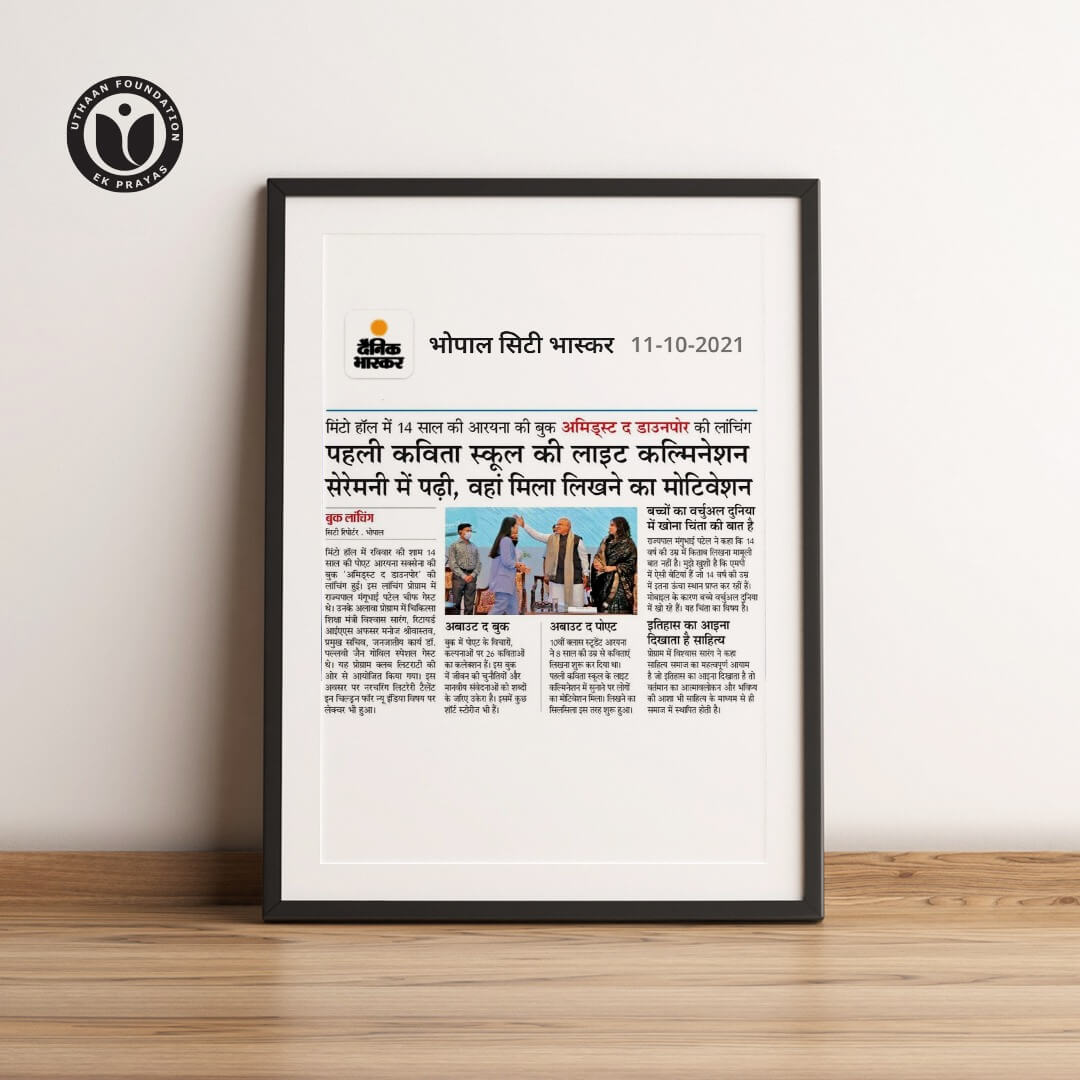 UTHAAN FOUNDATION
EK PRAYAS
दैनिक
भास्कर
भोपाल सिटी भास्कर 11-10-2021
मिंटो हॉल में 14 साल की आरयना की बुक अमिड्स्ट द डाउनपोर की लांचिंग
पहली कविता स्कूल की लाइट कल्मिनेशन
सेरेमनी में पढ़ी, वहां मिला लिखने का मोटिवेशन
बुक लांचिंग
सिटी रिपोर्टर . भोपाल
मिंटो हॉल में रविवार की शाम 14
साल की पोएट आरयना सक्सेना की
बुक 'अमिड्स्ट द डाउनपोर' की
लांचिंग हुई। इस लांचिंग प्रोग्राम में
राज्यपाल मंगूभाई पटेल चीफ गेस्ट
थे। उनके अलावा प्रोग्राम में चिकित्सा
शिक्षा मंत्री विश्वास सारंग, रिटायर्ड
आईएएस अफसर मनोज श्रीवास्तव,
प्रमुख सचिव, जनजातीय कार्य डॉ.
पल्लवी जैन गोविल स्पेशल गेस्ट
थे। यह प्रोग्राम क्लब लिटराटी की
ओर से आयोजित किया गया। इस
अवसर पर नरचरिंग लिटरेरी टैलेंट
इन चिल्ड्रन फॉर न्यू इंडिया विषय पर
लेक्चर भी हुआ।
अबाउट द बुक
बुक में पोएट के विचारों,
कल्पनाओं पर 26 कविताओं
का कलेक्शन हैं। इस बुक
में जीवन की चुनौतियों और
मानवीय संवेदनाओं को शब्दों
के जरिए उकेरा है। इसमें कुछ
शॉर्ट स्टोरीज भी हैं।
अबाउट द पोएट
10वीं क्लास स्टूडेंट आरयना
ने 8 साल की उम्र से कविताएं
लिखना शुरू कर दिया था।
पहली कविता स्कूल के लाइट
कल्मिनेशन में सुनाने पर लोगों
का मोटिवेशन मिला। लिखने का
सिलसिला इस तरह शुरू हुआ।
बच्चों का वर्चुअल दुनिया
में खोना चिंता की बात है
राज्यपाल मंगूभाई पटेल ने कहा कि 14
वर्ष की उम्र में किताब लिखना मामूली
बात नहीं है। मुझे खुशी है कि एमपी
में ऐसी बेटियां हैं जो 14 वर्ष की उम्र
में इतना ऊंचा स्थान प्राप्त कर रहीं हैं।
मोबाइल के कारण बच्चे वर्चुअल दुनिया
में खो रहे हैं। यह चिंता का विषय है।
इतिहास का आइना
दिखाता है साहित्य
प्रोग्राम में विश्वास सारंग ने कहा
साहित्य समाज का महत्वपूर्ण आयाम
है जो इतिहास का आइना दिखाता है तो
वर्तमान का आत्मावलोकन और भविष्य
की आशा भी साहित्य के माध्यम से ही
समाज में स्थापित होती है।